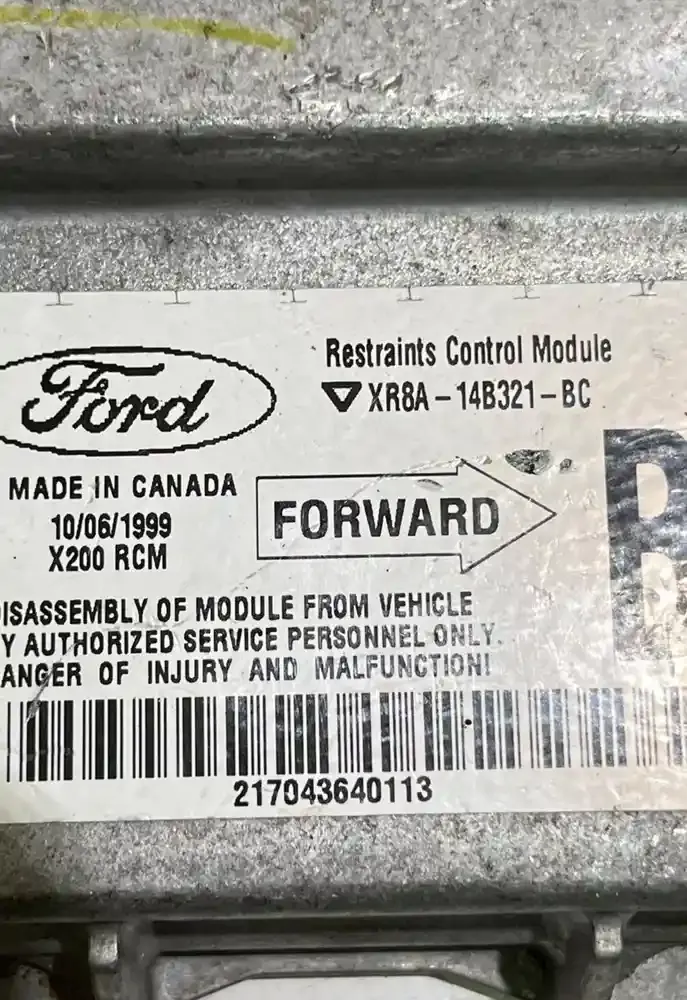 Ford
Restraints Control Module
XR8A-14B321-BC
MADE IN CANADA
10/06/1999
X200 RCM
FORWARD
ISASSEMBLY OF MODULE FROM VEHICLE
Y AUTHORIZED SERVICE PERSONNEL ONLY.
ANGER OF INJURY AND MALFUNCTION!
217043640113